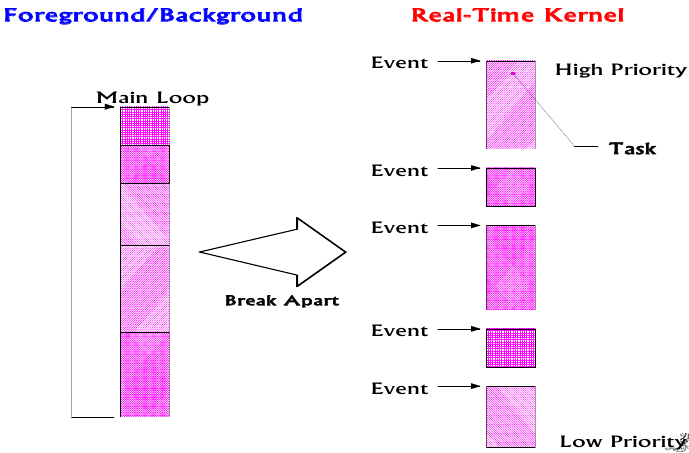 Foreground/Background
Real-Time Kernel
Main Loop
Break Apart
Event
High Priority
Task
Event
Event
Event
Event
Low Priority